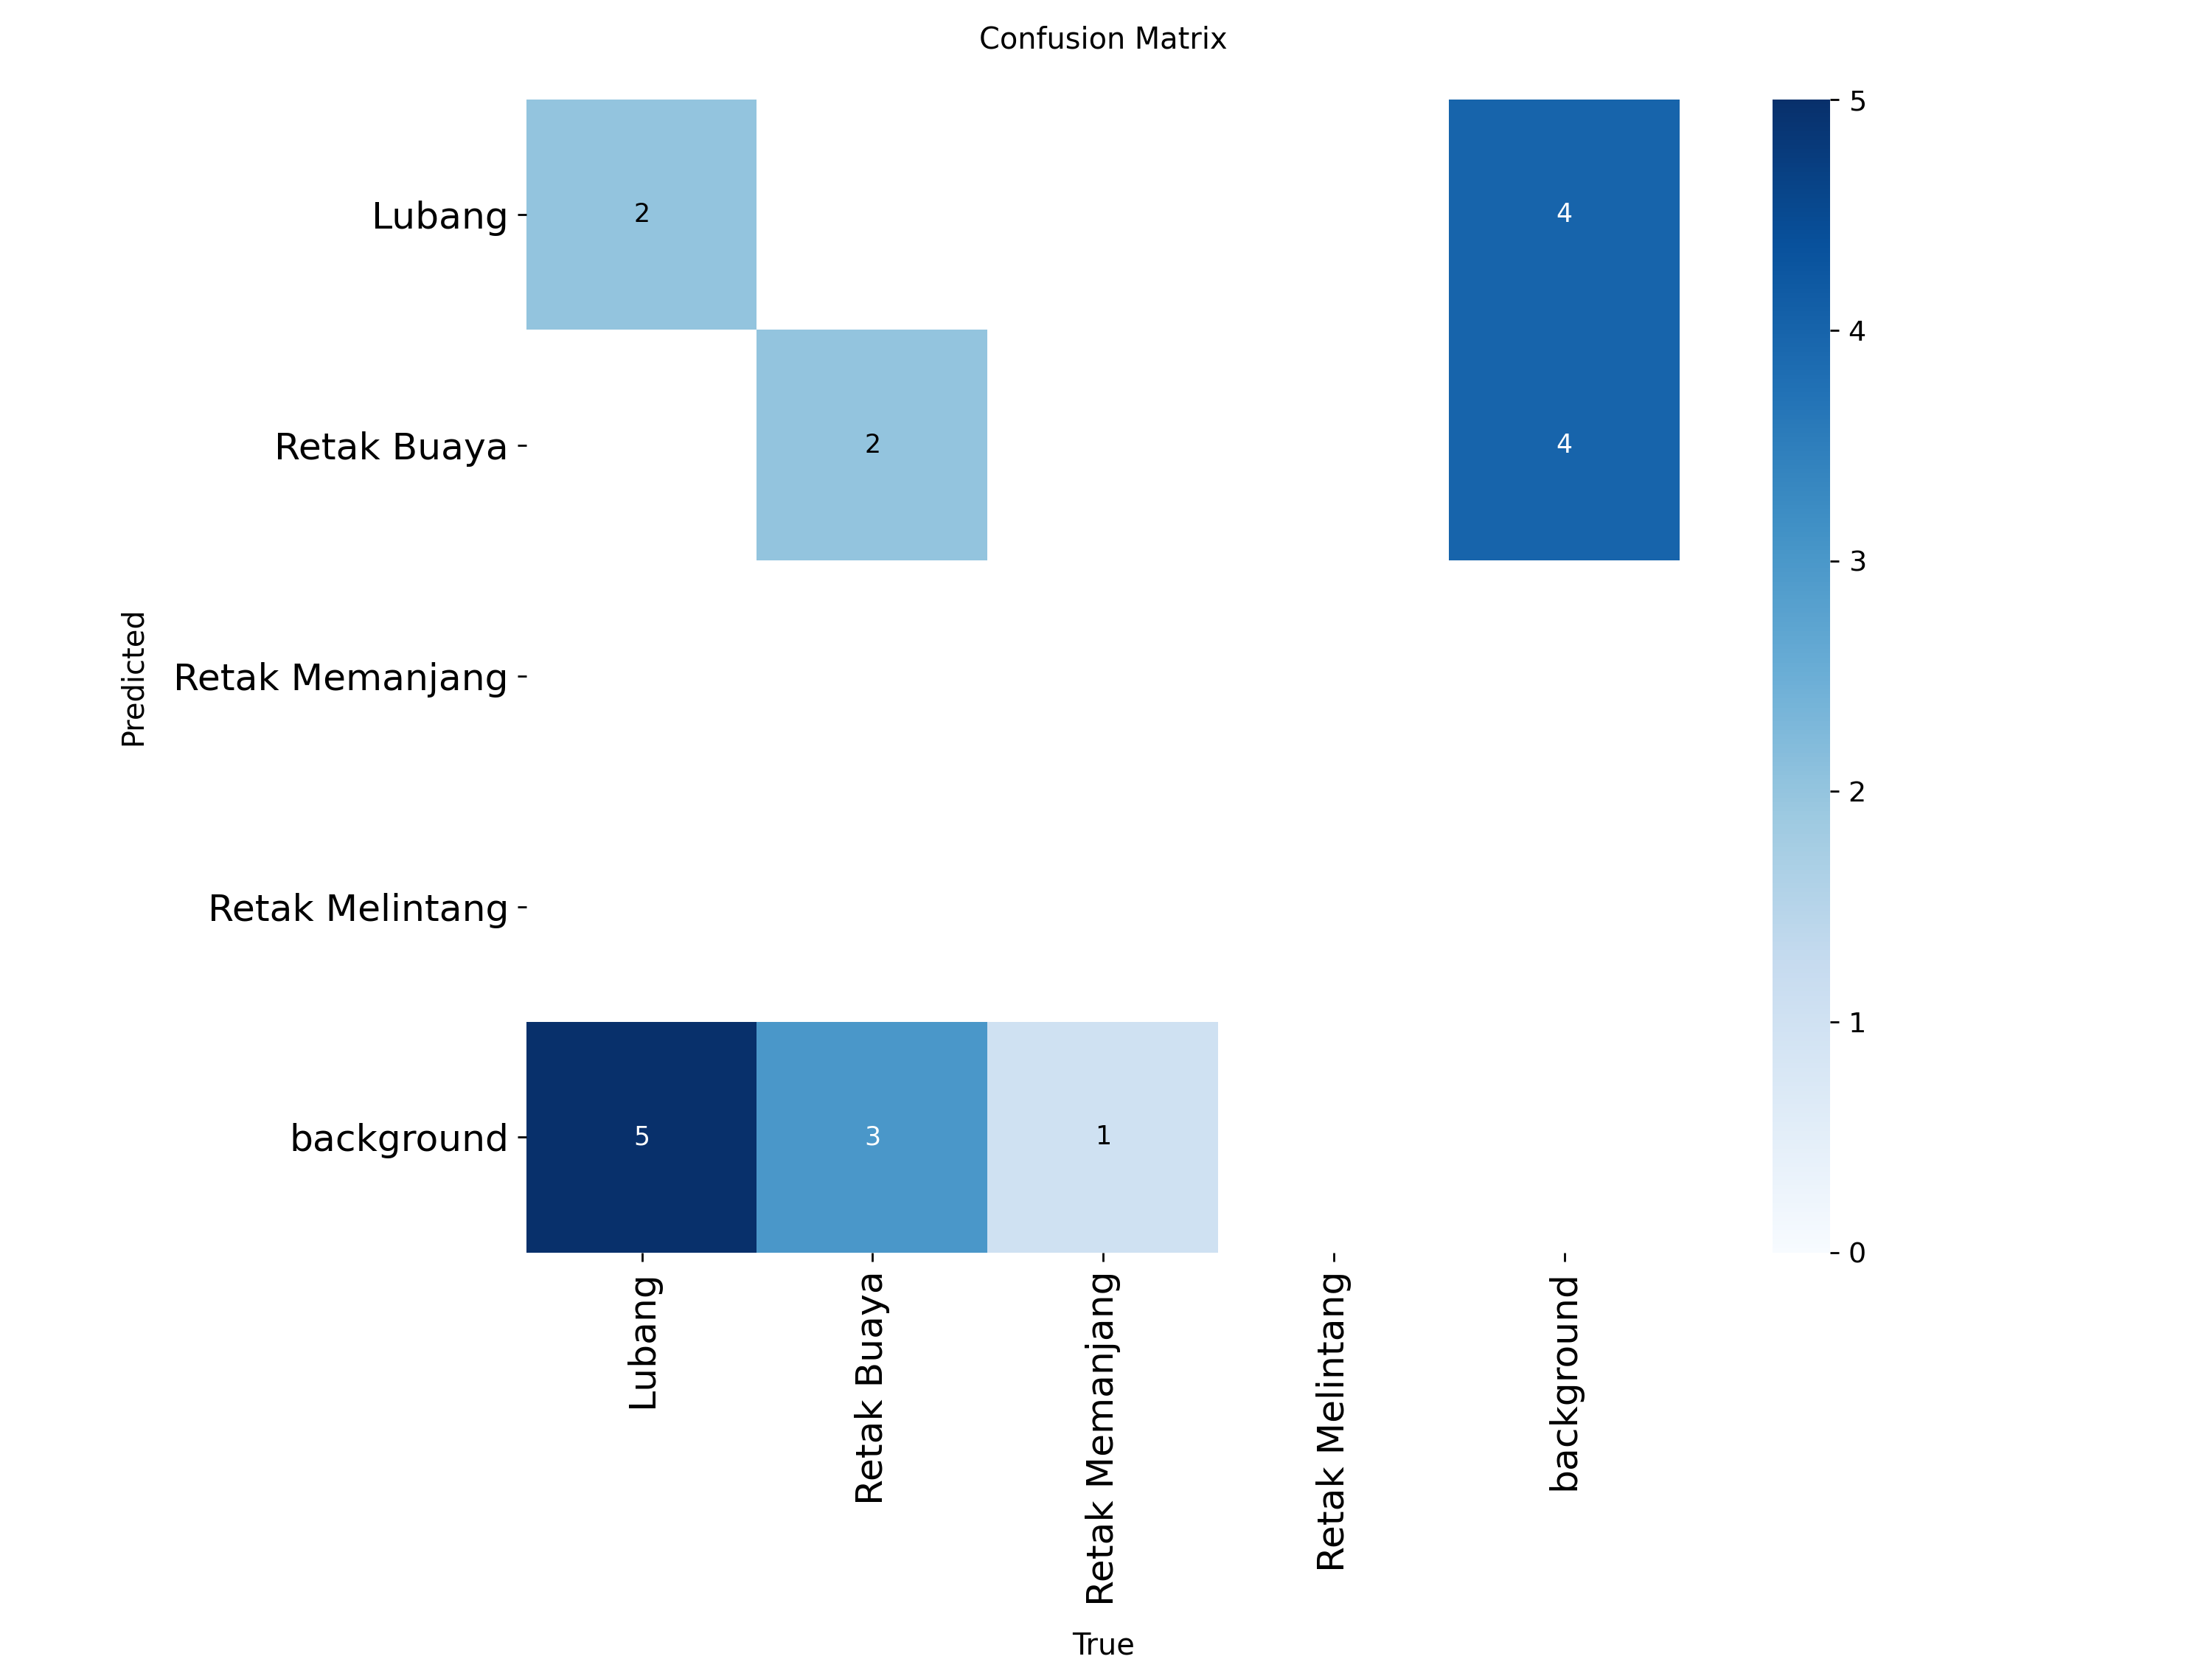 Confusion Matrix
Predicted
Lubang
2
4
Retak Buaya
2
4
Retak Memanjang
Retak Melintang
background
5
3
1
Lubang
Retak Buaya
Retak Memanjang
Retak Melintang
background
True
5
4
3
2
1
0